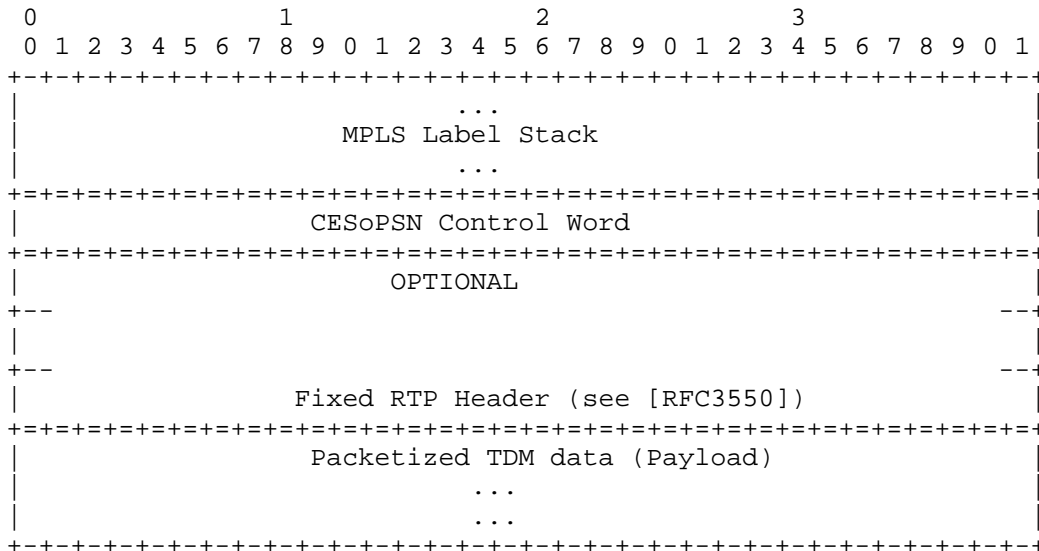 0                   1                   2                   3
 0 1 2 3 4 5 6 7 8 9 0 1 2 3 4 5 6 7 8 9 0 1 2 3 4 5 6 7 8 9 0 1
+-+-+-+-+-+-+-+-+-+-+-+-+-+-+-+-+-+-+-+-+-+-+-+-+-+-+-+-+-+-+-+-+
|                           ...                                 |
|                    MPLS Label Stack                           |
|                           ...                                 |
+=+=+=+=+=+=+=+=+=+=+=+=+=+=+=+=+=+=+=+=+=+=+=+=+=+=+=+=+=+=+=+=+
|                  CESoPSN Control Word                         |
+=+=+=+=+=+=+=+=+=+=+=+=+=+=+=+=+=+=+=+=+=+=+=+=+=+=+=+=+=+=+=+=+
|                       OPTIONAL                                |
+--                                                           --+
|                                                               |
+--                                                           --+
|                 Fixed RTP Header (see [RFC3550])              |
+=+=+=+=+=+=+=+=+=+=+=+=+=+=+=+=+=+=+=+=+=+=+=+=+=+=+=+=+=+=+=+=+
|                  Packetized TDM data (Payload)                |
|                            ...                                |
|                            ...                                |
+-+-+-+-+-+-+-+-+-+-+-+-+-+-+-+-+-+-+-+-+-+-+-+-+-+-+-+-+-+-+-+-+